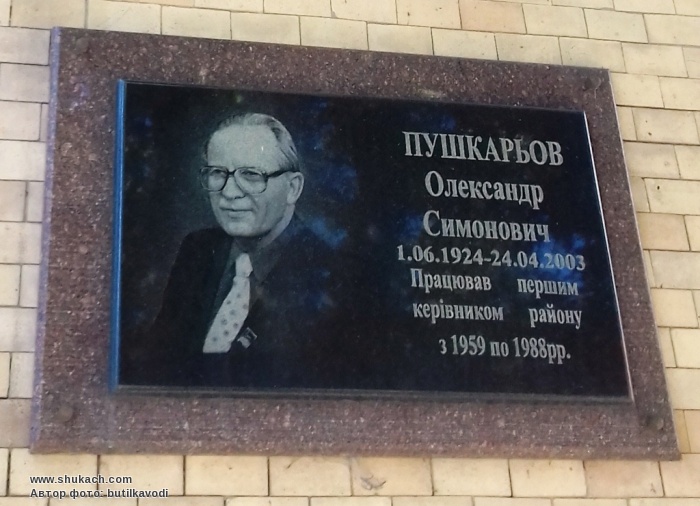 ПУШКАРЬОВ
Олександр
Симонович
1.06.1924-24.04.2003
Працював першим
керівником району
з 1959 по 1988рр.
www.shukach.com
Автор фото: butilkavodi